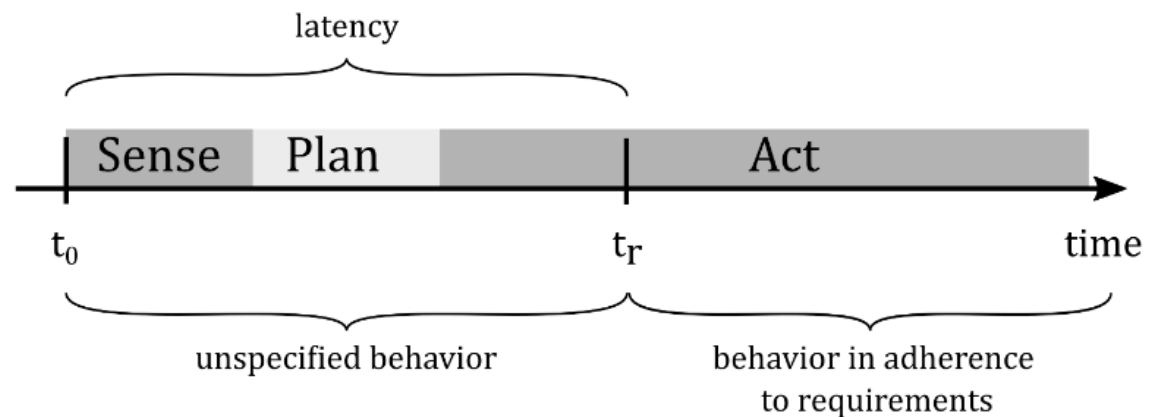 latency
Sense Plan Act
t₀ tᵣ time
unspecified behavior behavior in adherence
to requirements